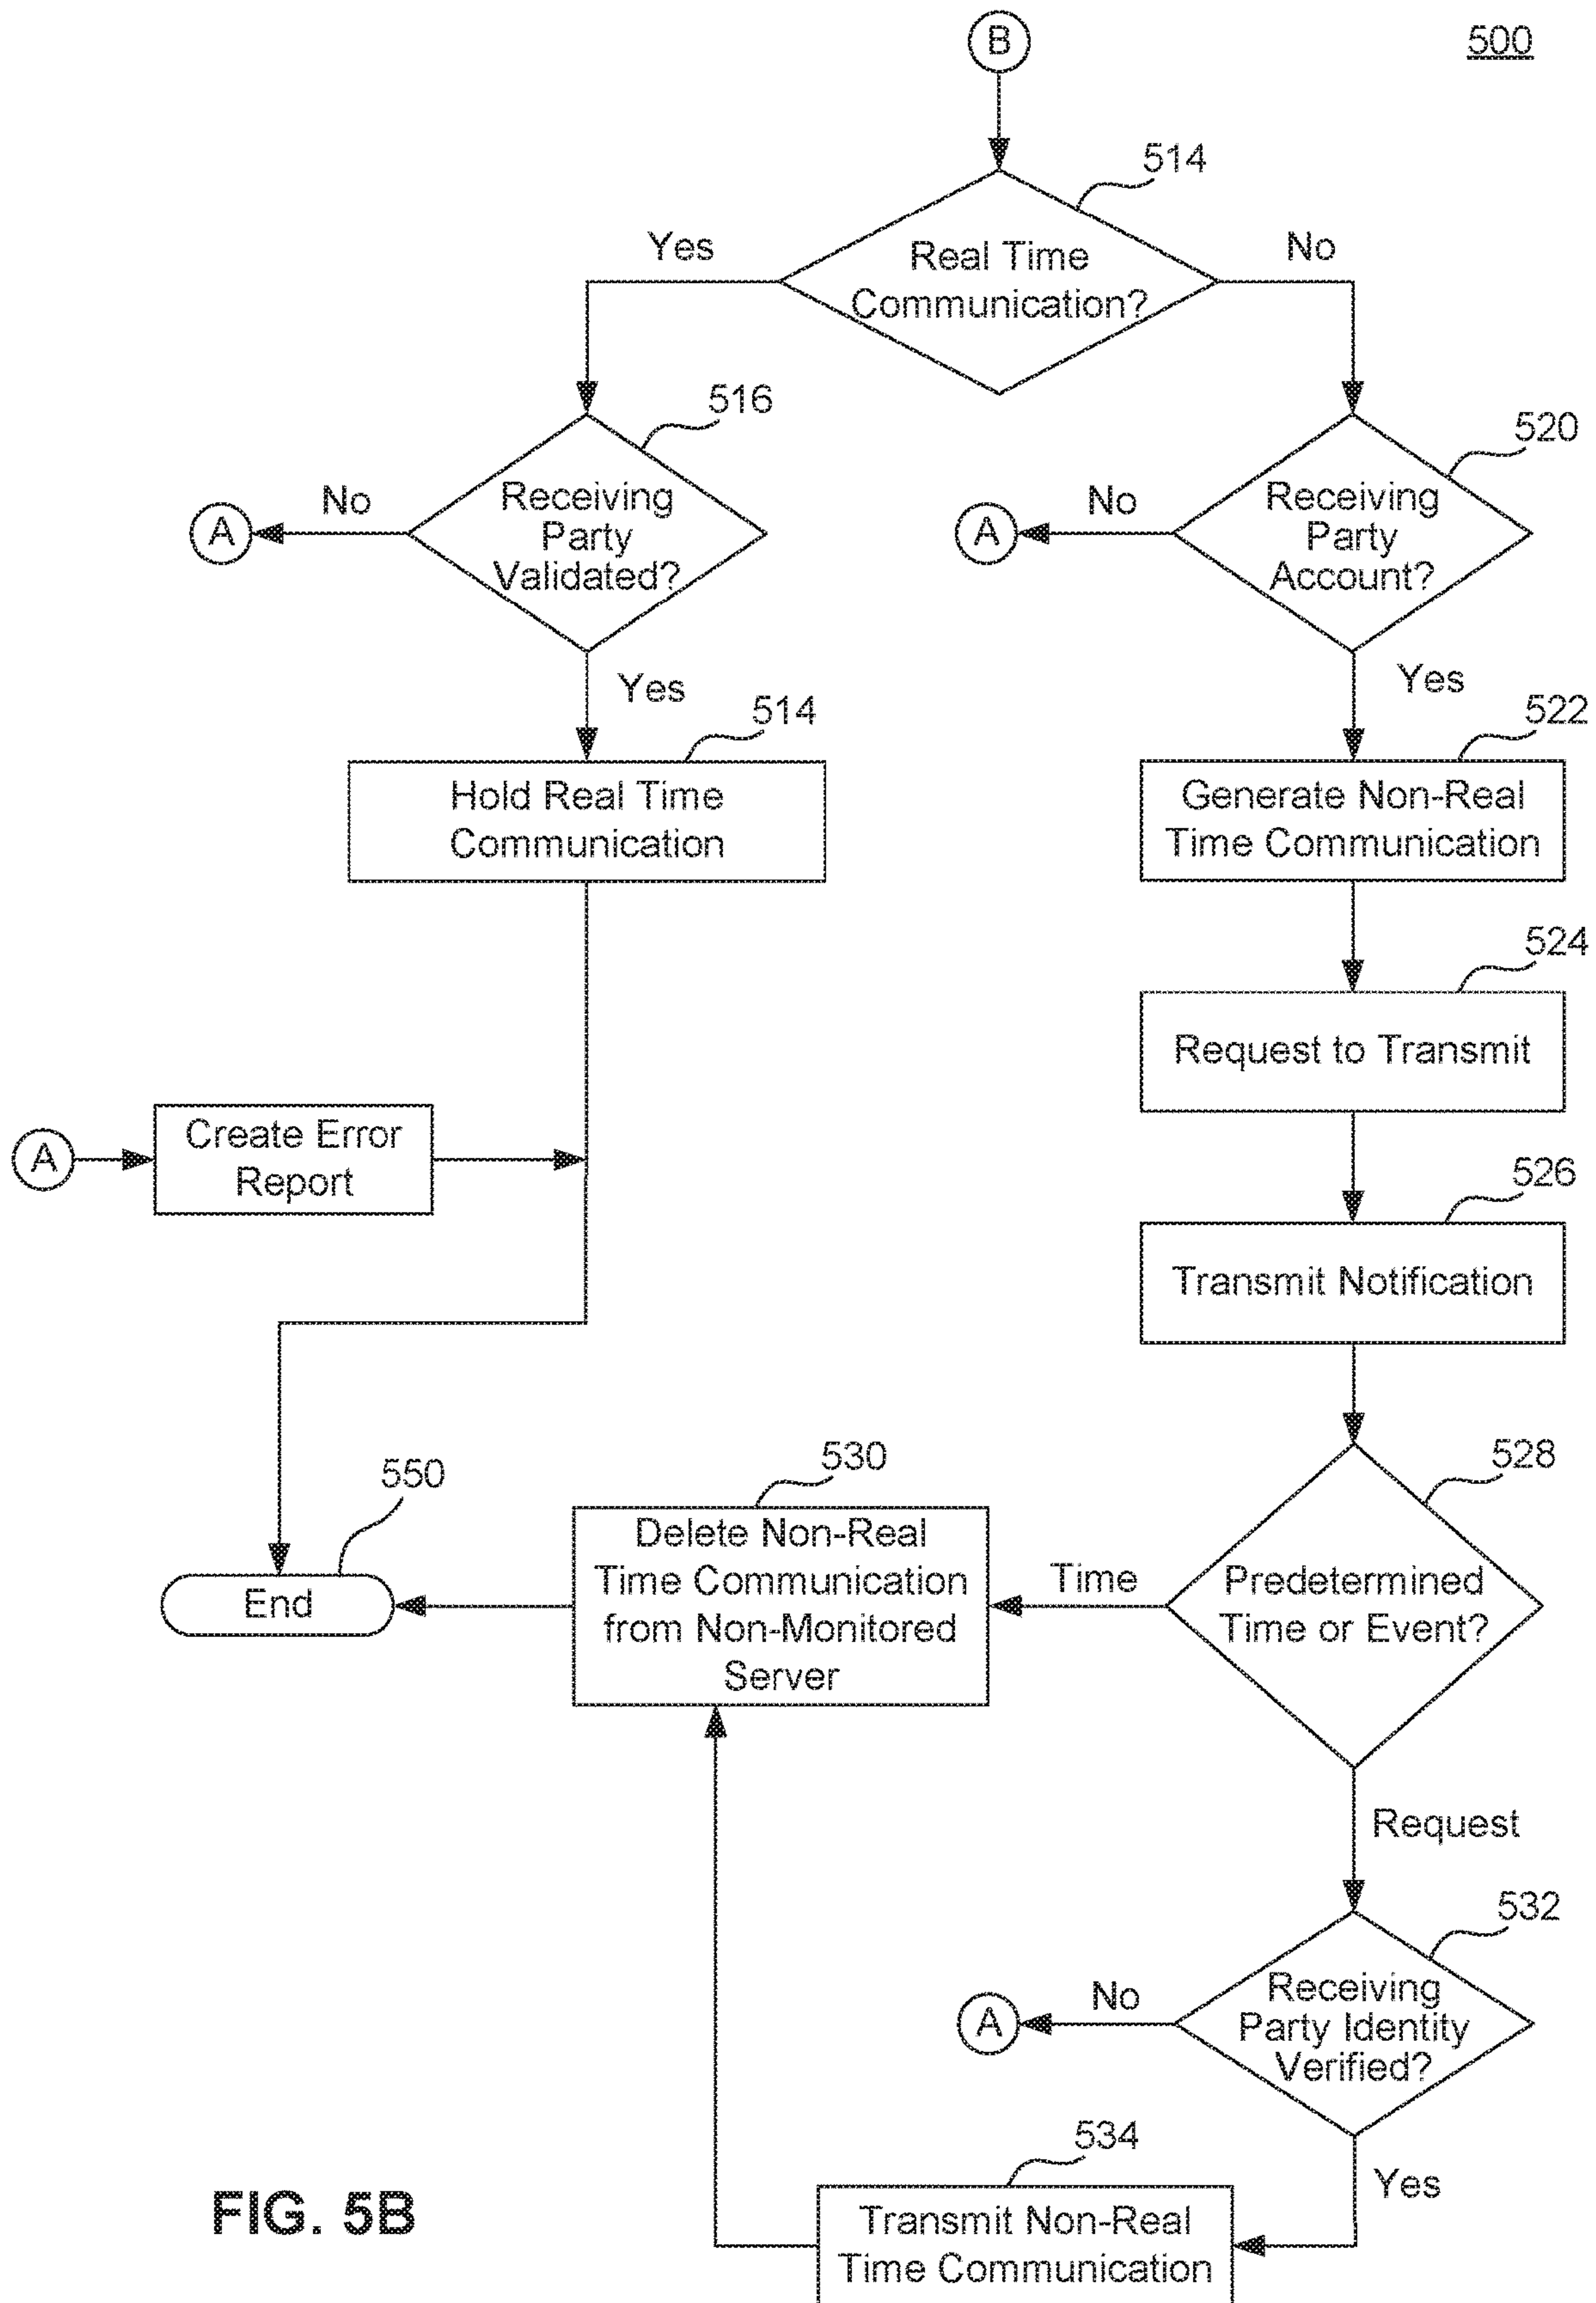 B
500
514
Yes
No
Real Time
Communication?
516
520
A
No
Receiving
Party
Validated?
A
No
Receiving
Party
Account?
Yes
Yes
514
522
Hold Real Time
Communication
Generate Non-Real
Time Communication
524
Request to Transmit
A
Create Error
Report
526
Transmit Notification
528
550
530
End
Delete Non-Real
Time Communication
from Non-Monitored
Server
Time
Predetermined
Time or Event?
Request
532
A
No
Receiving
Party Identity
Verified?
534
Yes
Transmit Non-Real
Time Communication
FIG. 5B